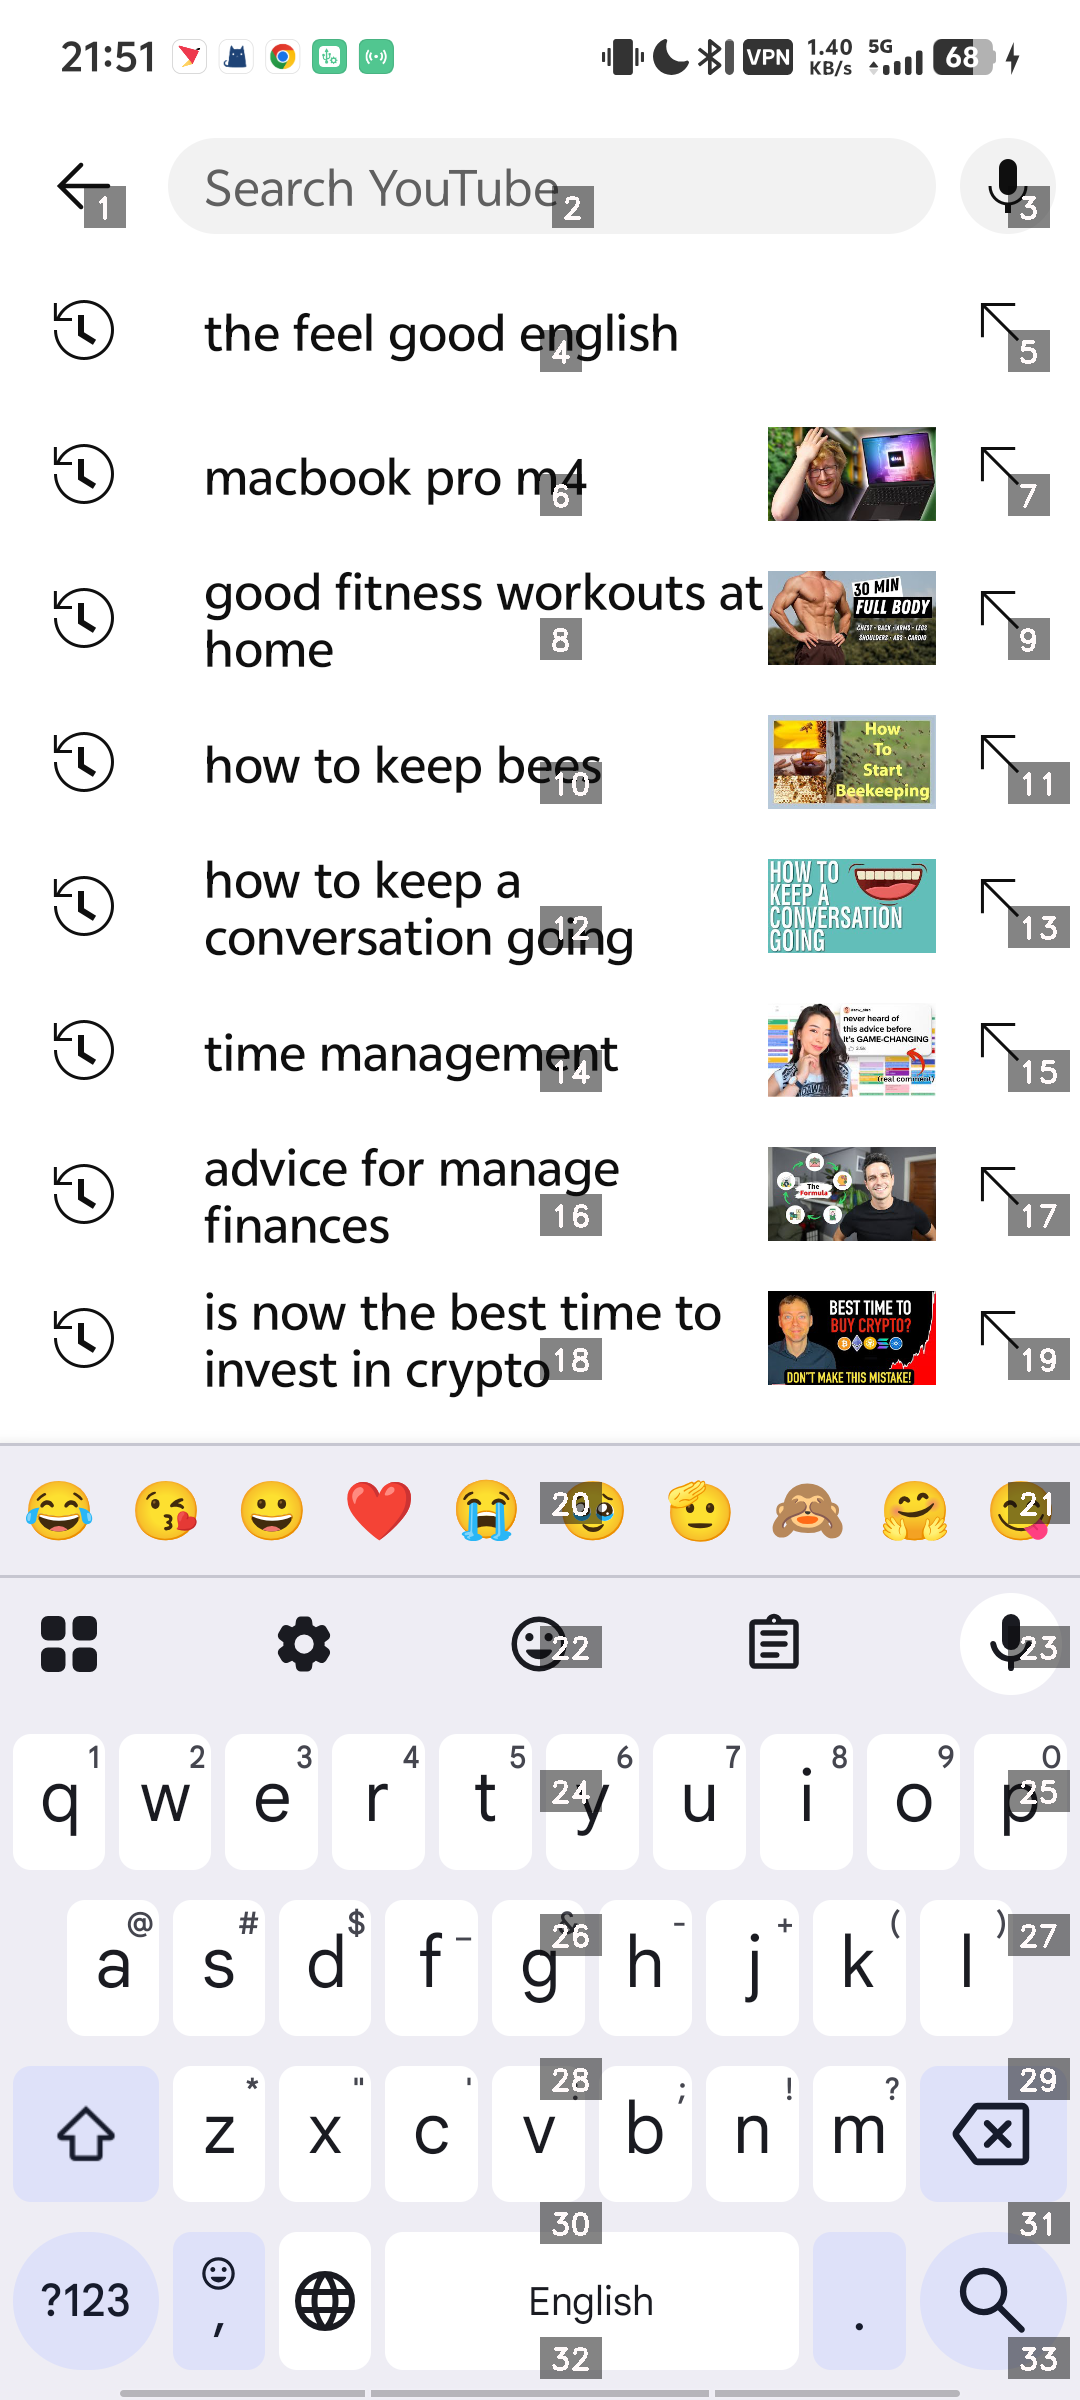 21:51 VPN 1.40 KB/s 5G 68
Search YouTube
1 2 3
the feel good english
4 5
macbook pro m4
6 7
good fitness workouts at
home
30 MIN
FULL BODY
CHEST • BACK • ARMS • LEGS
SHOULDERS • ABS • CARDIO
8 9
how to keep bees
How
To
Start
Beekeeping
10 11
how to keep a
conversation going
HOW TO
KEEP A
CONVERSATION
GOING
12 13
time management
never heard of
this advice before
It's GAME-CHANGING
(real comment)
14 15
advice for manage
finances
The
Formula
16 17
is now the best time to
invest in crypto
BEST TIME TO
BUY CRYPTO?
DON'T MAKE THIS MISTAKE!
18 19
20 21
22 23
1 2 3 4 5 6 7 8 9 0
q w e r t y u i o p
24 25
@ # $ _ & - + ( )
a s d f g h j k l
26 27
* " ' : ; ! ?
z x c v b n m
28 29
30 31
?123 , English .
32 33